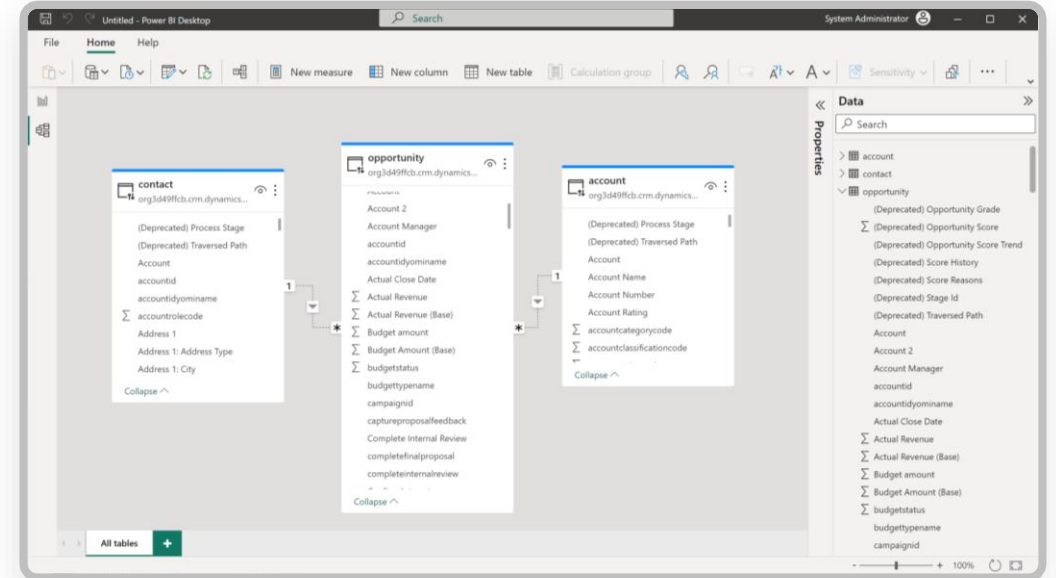 Untitled - Power BI Desktop
Search
System Administrator
File
Home
Help
New measure
New column
New table
Calculation group
Sensitivity
contact
org3d49ffcb.crm.dynamics...
(Deprecated) Process Stage
(Deprecated) Traversed Path
Account
accountid
accountidyominame
accountrolecode
Address 1
Address 1: Address Type
Address 1: City
Collapse
1
*
opportunity
org3d49ffcb.crm.dynamics...
Account
Account 2
Account Manager
accountid
accountidyominame
Actual Close Date
Actual Revenue
Actual Revenue (Base)
Budget amount
Budget Amount (Base)
budgetstatus
budgettypename
campaignid
captureproposalfeedback
Complete Internal Review
completefinalproposal
completeinternalreview
Collapse
*
1
account
org3d49ffcb.crm.dynamics...
(Deprecated) Process Stage
(Deprecated) Traversed Path
Account
Account Name
Account Number
Account Rating
accountcategorycode
accountclassificationcode
Collapse
Properties
Data
Search
account
contact
opportunity
(Deprecated) Opportunity Grade
(Deprecated) Opportunity Score
(Deprecated) Opportunity Score Trend
(Deprecated) Score History
(Deprecated) Score Reasons
(Deprecated) Stage Id
(Deprecated) Traversed Path
Account
Account 2
Account Manager
accountid
accountidyominame
Actual Close Date
Actual Revenue
Actual Revenue (Base)
Budget amount
Budget Amount (Base)
budgetstatus
budgettypename
campaignid
All tables
100%